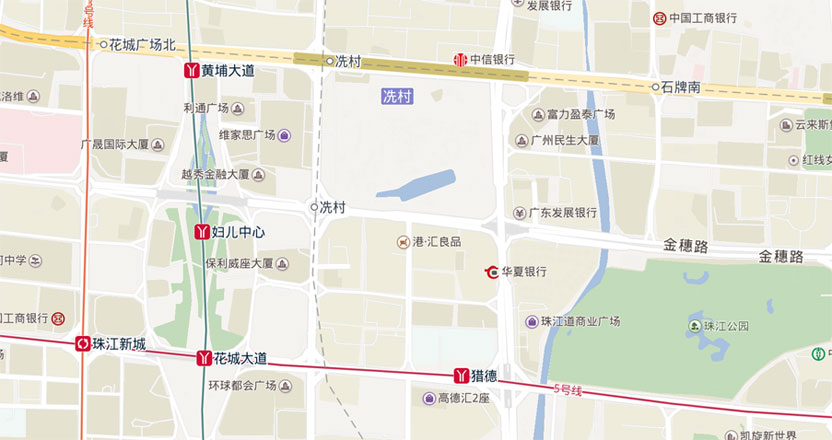 发展银行
中国工商银行
3号线
花城广场北
黄埔大道
冼村
中信银行
石牌南
洛维
利通广场
冼村
富力盈泰广场
云来斯
维家思广场
广晟国际大厦
广州民生大厦
厦
红线女
越秀金融大厦
冼村
广东发展银行
妇儿中心
港·汇良品
金穗路
金穗路
中学
保利威座大厦
华夏银行
工商银行
珠江道商业广场
珠江公园
珠江新城
花城大道
猎德
中
场
环球都会广场
5号线
高德汇2座
凯旋新世界